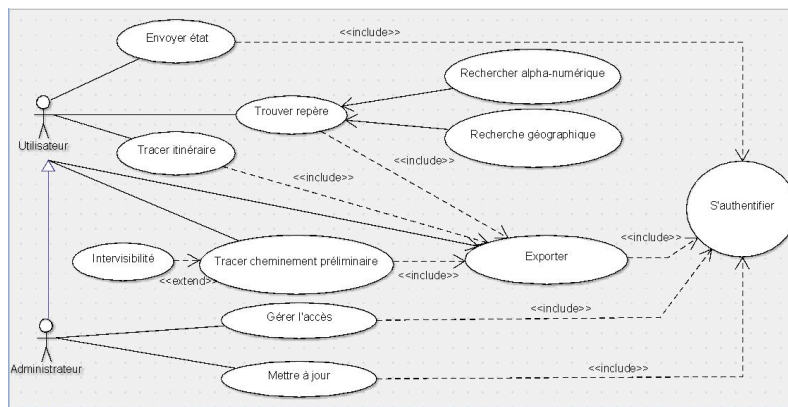 Envoyer état
<<include>>
Rechercher alpha-numérique
Trouver repère
Recherche géographique
Utilisateur
Tracer itinéraire
<<include>>
<<include>>
S'authentifier
<<include>>
Intervisibilité
Tracer cheminement préliminaire
Exporter
<<extend>>
<<include>>
Gérer l'accès
<<include>>
Administrateur
Mettre à jour
<<include>>